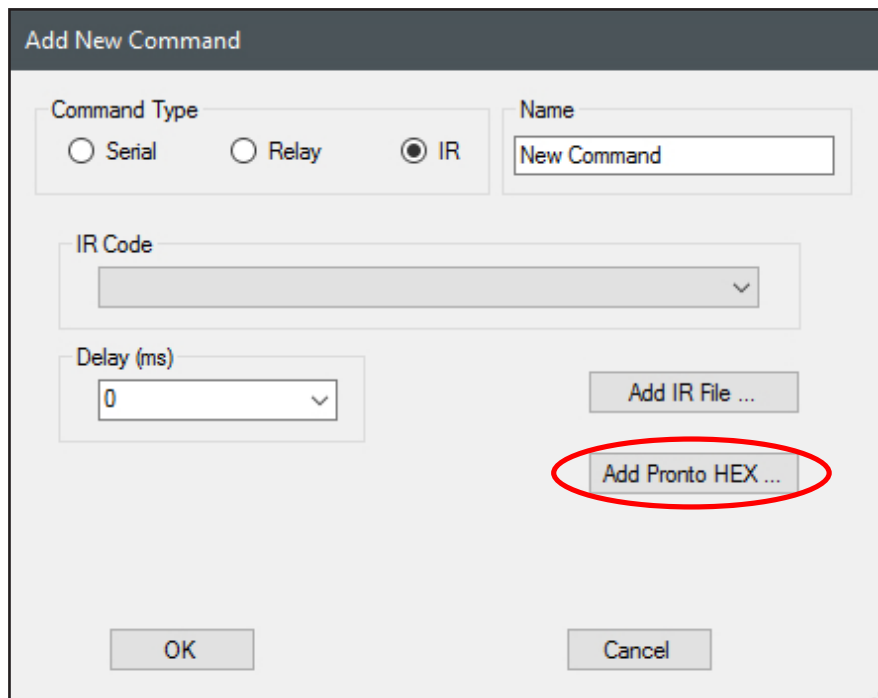 Add New Command
Command Type
Name
Serial
Relay
IR
New Command
IR Code
Delay (ms)
0
Add IR File ...
Add Pronto HEX ...
OK
Cancel